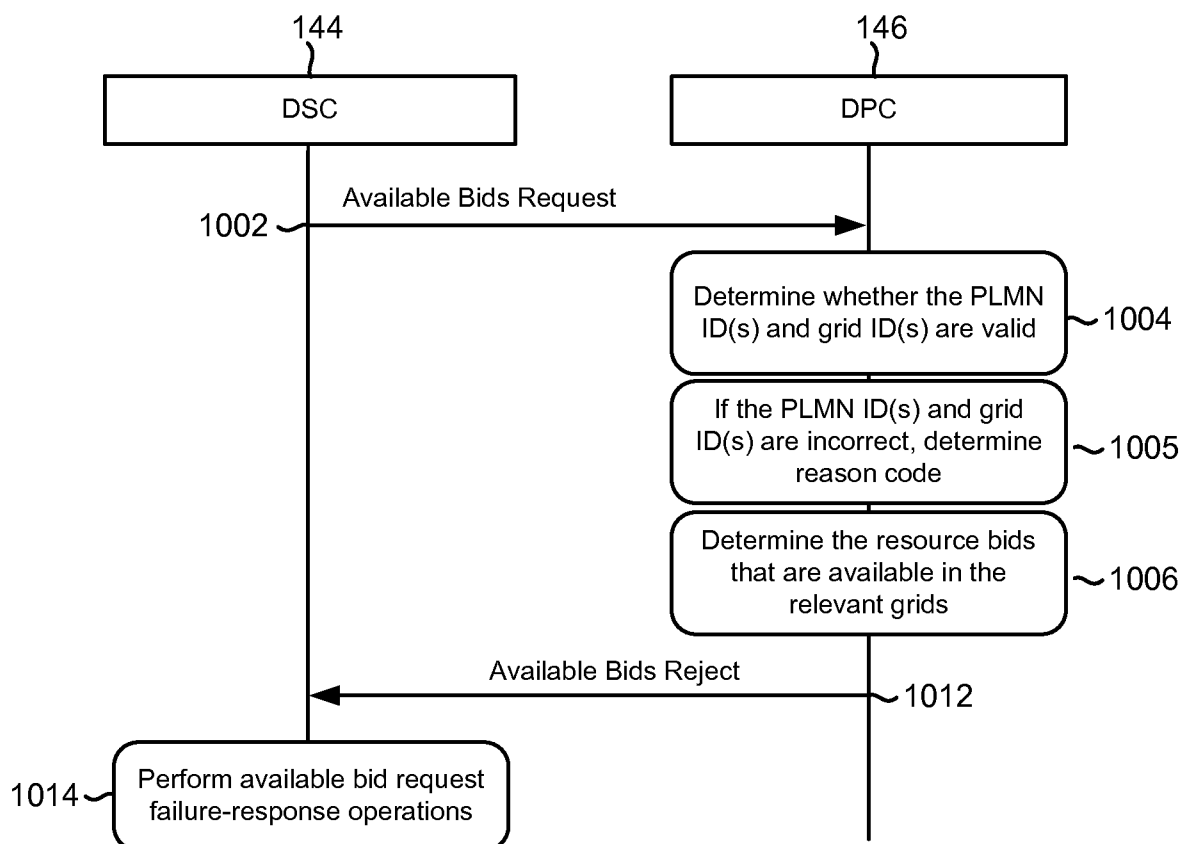 144
146
DSC
DPC
Available Bids Request
1002
Determine whether the PLMN
ID(s) and grid ID(s) are valid
1004
If the PLMN ID(s) and grid
ID(s) are incorrect, determine
reason code
1005
Determine the resource bids
that are available in the
relevant grids
1006
Available Bids Reject
1012
1014
Perform available bid request
failure-response operations